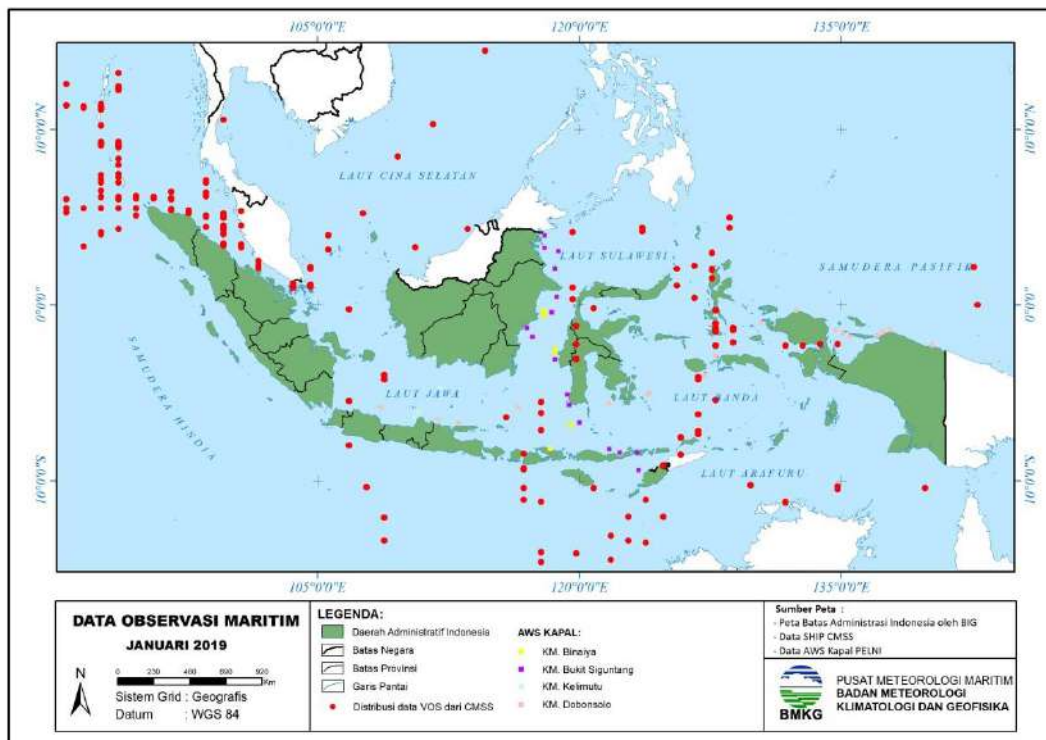 105°0'0"E 120°0'0"E 135°0'0"E
10°0'0"N 10°0'0"N
LAUT CINA SELATAN
LAUT SULAWESI
SAMUDERA PASIFIK
0°0'0" 0°0'0"
SAMUDERA HINDIA
LAUT JAWA
LAUT BANDA
LAUT ARAFURU
10°0'0"S 10°0'0"S
105°0'0"E 120°0'0"E 135°0'0"E
DATA OBSERVASI MARITIM
JANUARI 2019
N
0 230 460 690 920
Km
Sistem Grid : Geografis
Datum : WGS 84
LEGENDA:
Daerah Administratif Indonesia
Batas Negara
Batas Provinsi
Garis Pantai
Distribusi data VOS dari CMSS
AWS KAPAL:
KM. Binaiya
KM. Bukit Siguntang
KM. Kelimutu
KM. Dobonsolo
Sumber Peta :
- Peta Batas Administrasi Indonesia oleh BIG
- Data SHIP CMSS
- Data AWS Kapal PELNI
BMKG
PUSAT METEOROLOGI MARITIM
BADAN METEOROLOGI
KLIMATOLOGI DAN GEOFISIKA